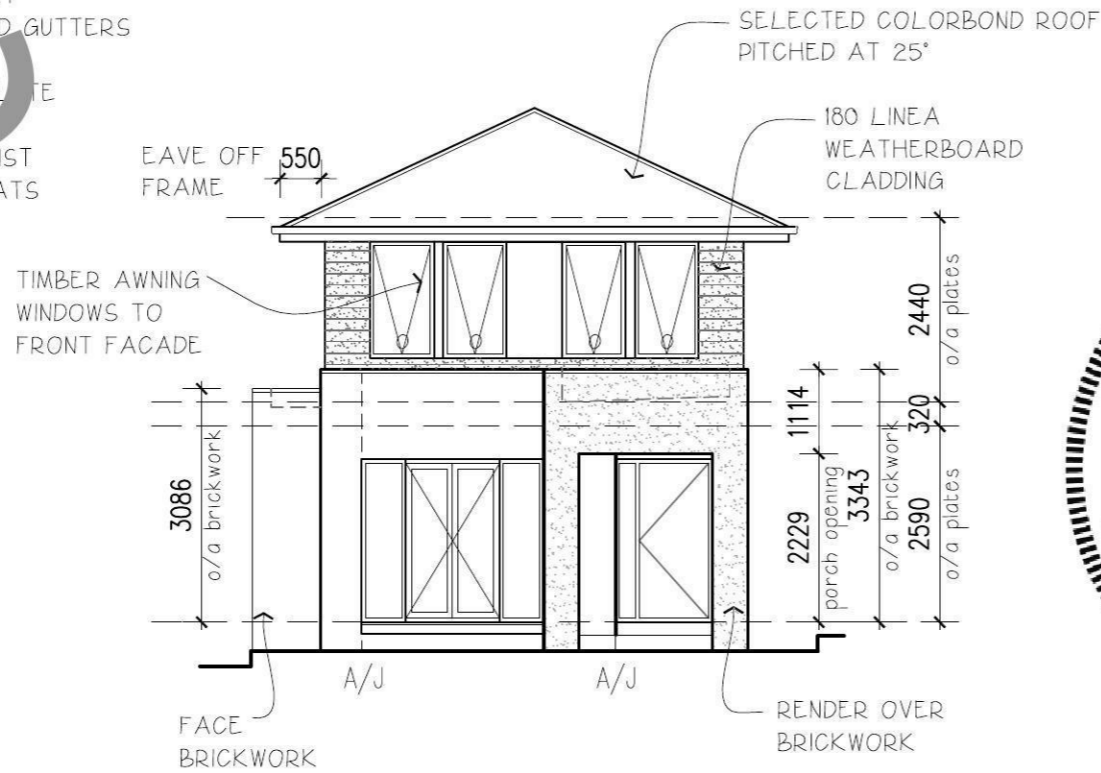 GUTTERS
SELECTED COLORBOND ROOF
PITCHED AT 25°
180 LINEA
WEATHERBOARD
CLADDING
EAVE OFF
FRAME
550
TIMBER AWNING
WINDOWS TO
FRONT FACADE
2440
o/a plates
320
1114
2229
porch opening
3343
o/a brickwork
2590
o/a plates
3086
o/a brickwork
A/J
A/J
FACE
BRICKWORK
RENDER OVER
BRICKWORK